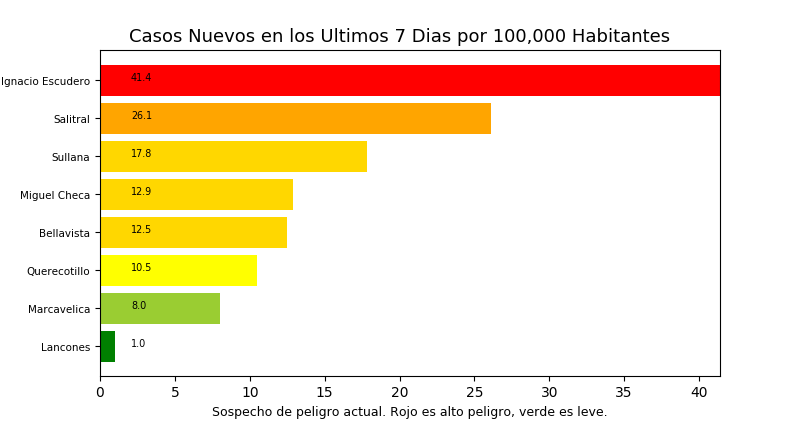 Casos Nuevos en los Ultimos 7 Dias por 100,000 Habitantes
Ignacio Escudero 41.4
Salitral 26.1
Sullana 17.8
Miguel Checa 12.9
Bellavista 12.5
Querecotillo 10.5
Marcavelica 8.0
Lancones 1.0
0 5 10 15 20 25 30 35 40
Sospecho de peligro actual. Rojo es alto peligro, verde es leve.